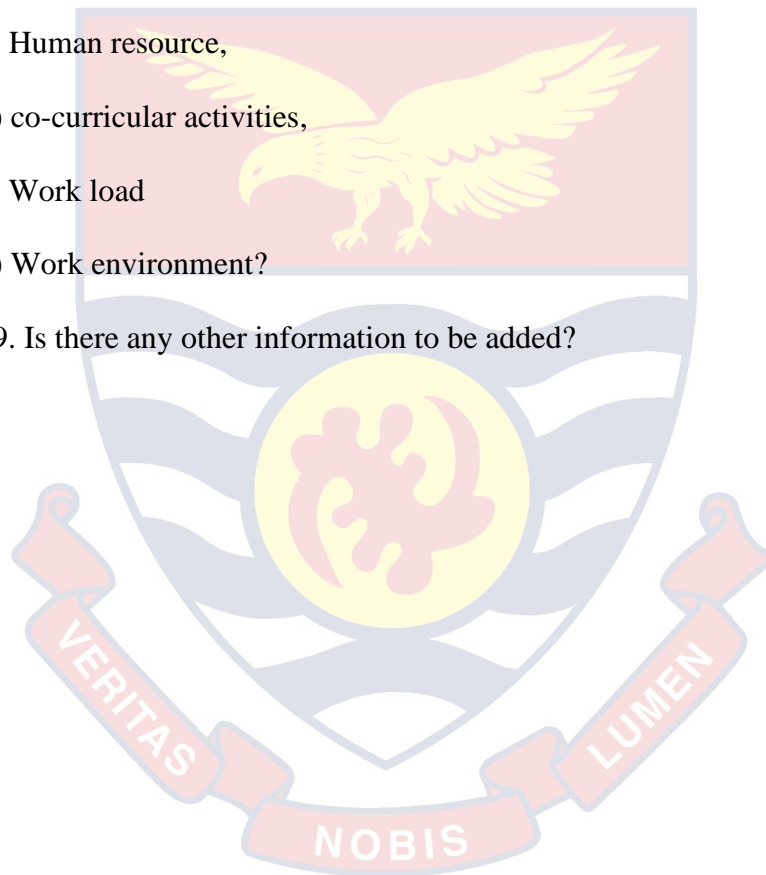 Human resource,
) co-curricular activities,
Work load
) Work environment?
9. Is there any other information to be added?
VERITAS
NOBIS
LUMEN